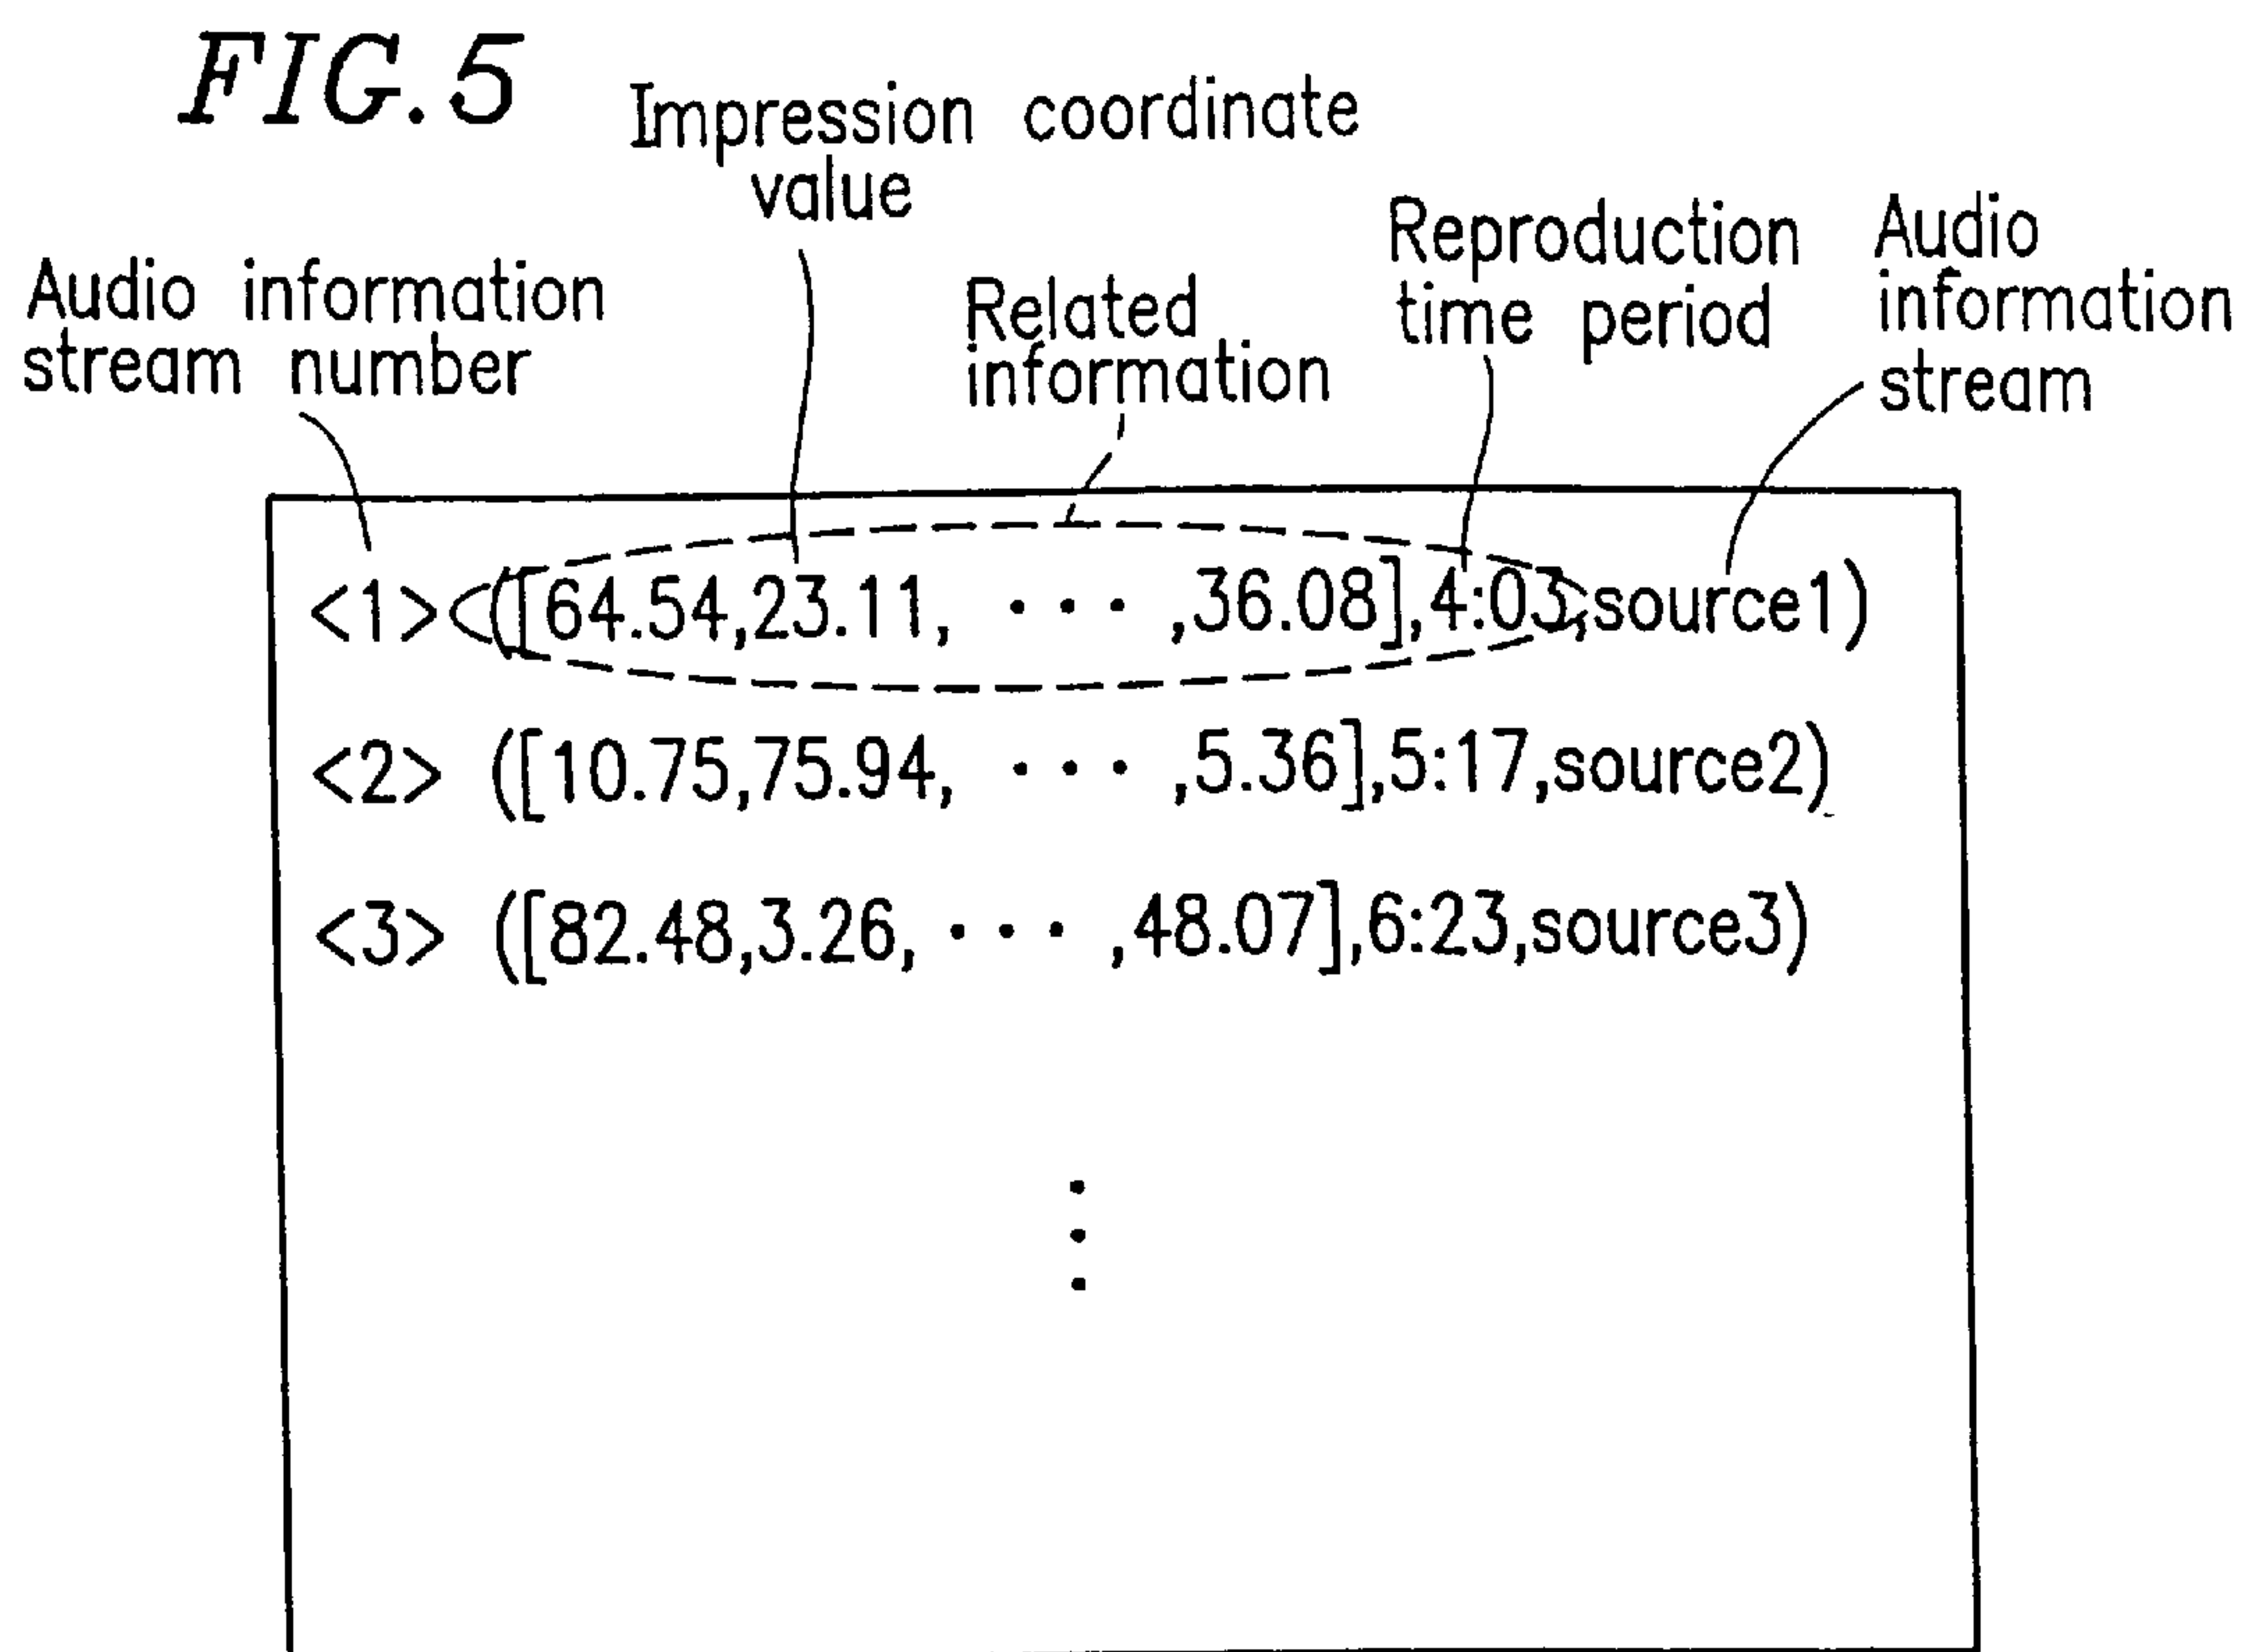 FIG.5
Impression coordinate
value
Audio information
stream number
Related
information
Reproduction
time period
Audio
information
stream
<1> ([64.54,23.11, ··· ,36.08],4:03,source1)
<2> ([10.75,75.94, ··· ,5.36],5:17,source2)
<3> ([82.48,3.26, ··· ,48.07],6:23,source3)